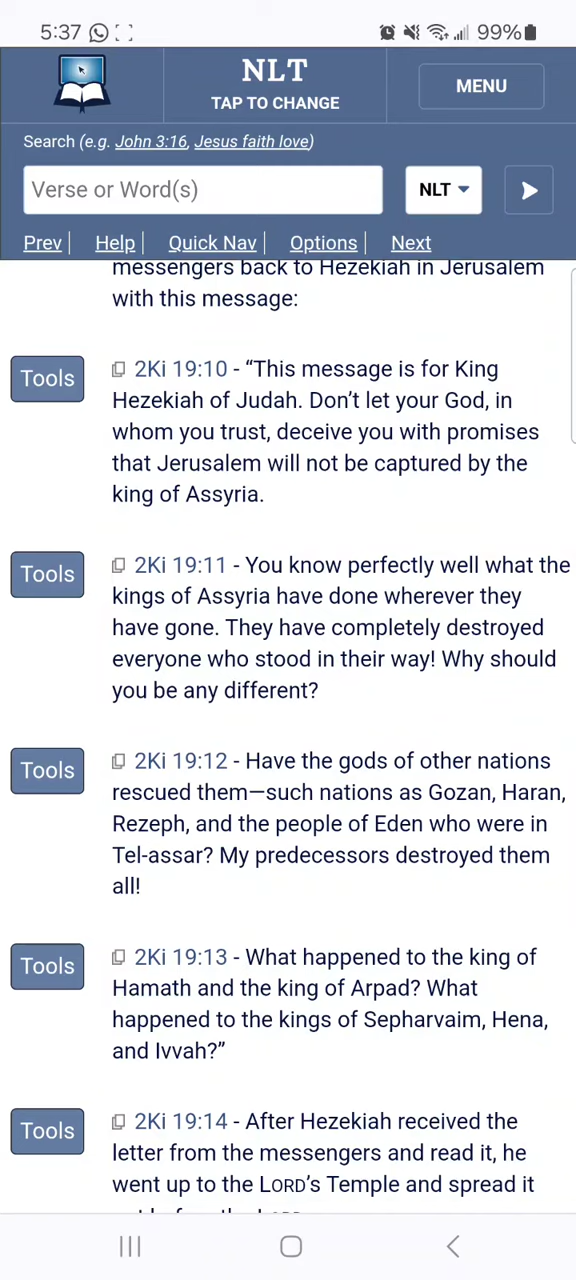 5:37 99%
NLT
TAP TO CHANGE
MENU
Search (e.g. John 3:16, Jesus faith love)
Verse or Word(s) NLT
Prev| Help| Quick Nav| Options| Next
messengers back to Hezekiah in Jerusalem
with this message:
Tools 2Ki 19:10 - “This message is for King
Hezekiah of Judah. Don’t let your God, in
whom you trust, deceive you with promises
that Jerusalem will not be captured by the
king of Assyria.
Tools 2Ki 19:11 - You know perfectly well what the
kings of Assyria have done wherever they
have gone. They have completely destroyed
everyone who stood in their way! Why should
you be any different?
Tools 2Ki 19:12 - Have the gods of other nations
rescued them—such nations as Gozan, Haran,
Rezeph, and the people of Eden who were in
Tel-assar? My predecessors destroyed them
all!
Tools 2Ki 19:13 - What happened to the king of
Hamath and the king of Arpad? What
happened to the kings of Sepharvaim, Hena,
and Ivvah?”
Tools 2Ki 19:14 - After Hezekiah received the
letter from the messengers and read it, he
went up to the LORD’s Temple and spread it